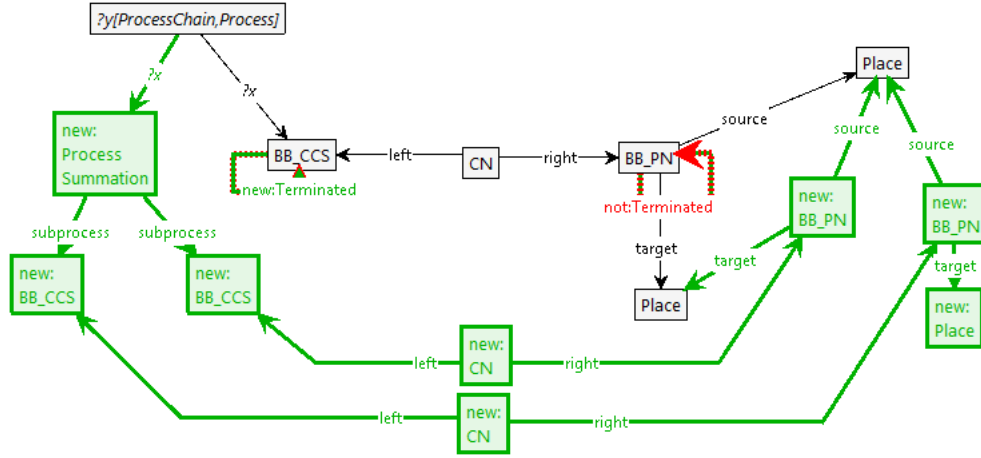 ?y[ProcessChain,Process]
?x
?x
Place
source
source
source
new:
Process
Summation
BB_CCS
left
CN
right
BB_PN
new:Terminated
not:Terminated
new:
BB_PN
new:
BB_PN
subprocess
subprocess
target
target
target
new:
BB_CCS
new:
BB_CCS
Place
new:
Place
left
new:
CN
right
left
new:
CN
right